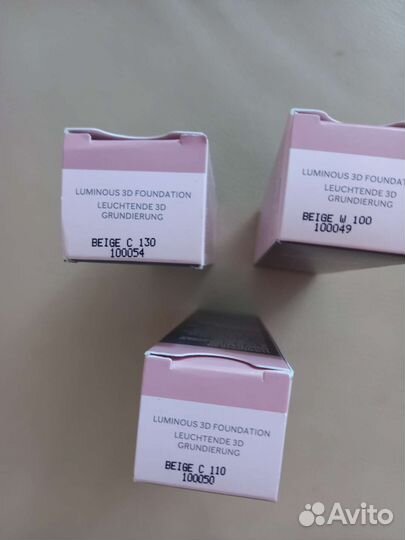 LUMINOUS 3D FOUNDATION
LEUCHTENDE 3D
GRUNDIERUNG
BEIGE C 130
100054
LUMINOUS 3D FOUNDAT
LEUCHTENDE 3D
GRUNDIERUNG
BEIGE W 100
100049
LUMINOUS 3D FOUNDATION
LEUCHTENDE 3D
GRUNDIERUNG
BEIGE C 110
100050
Avito